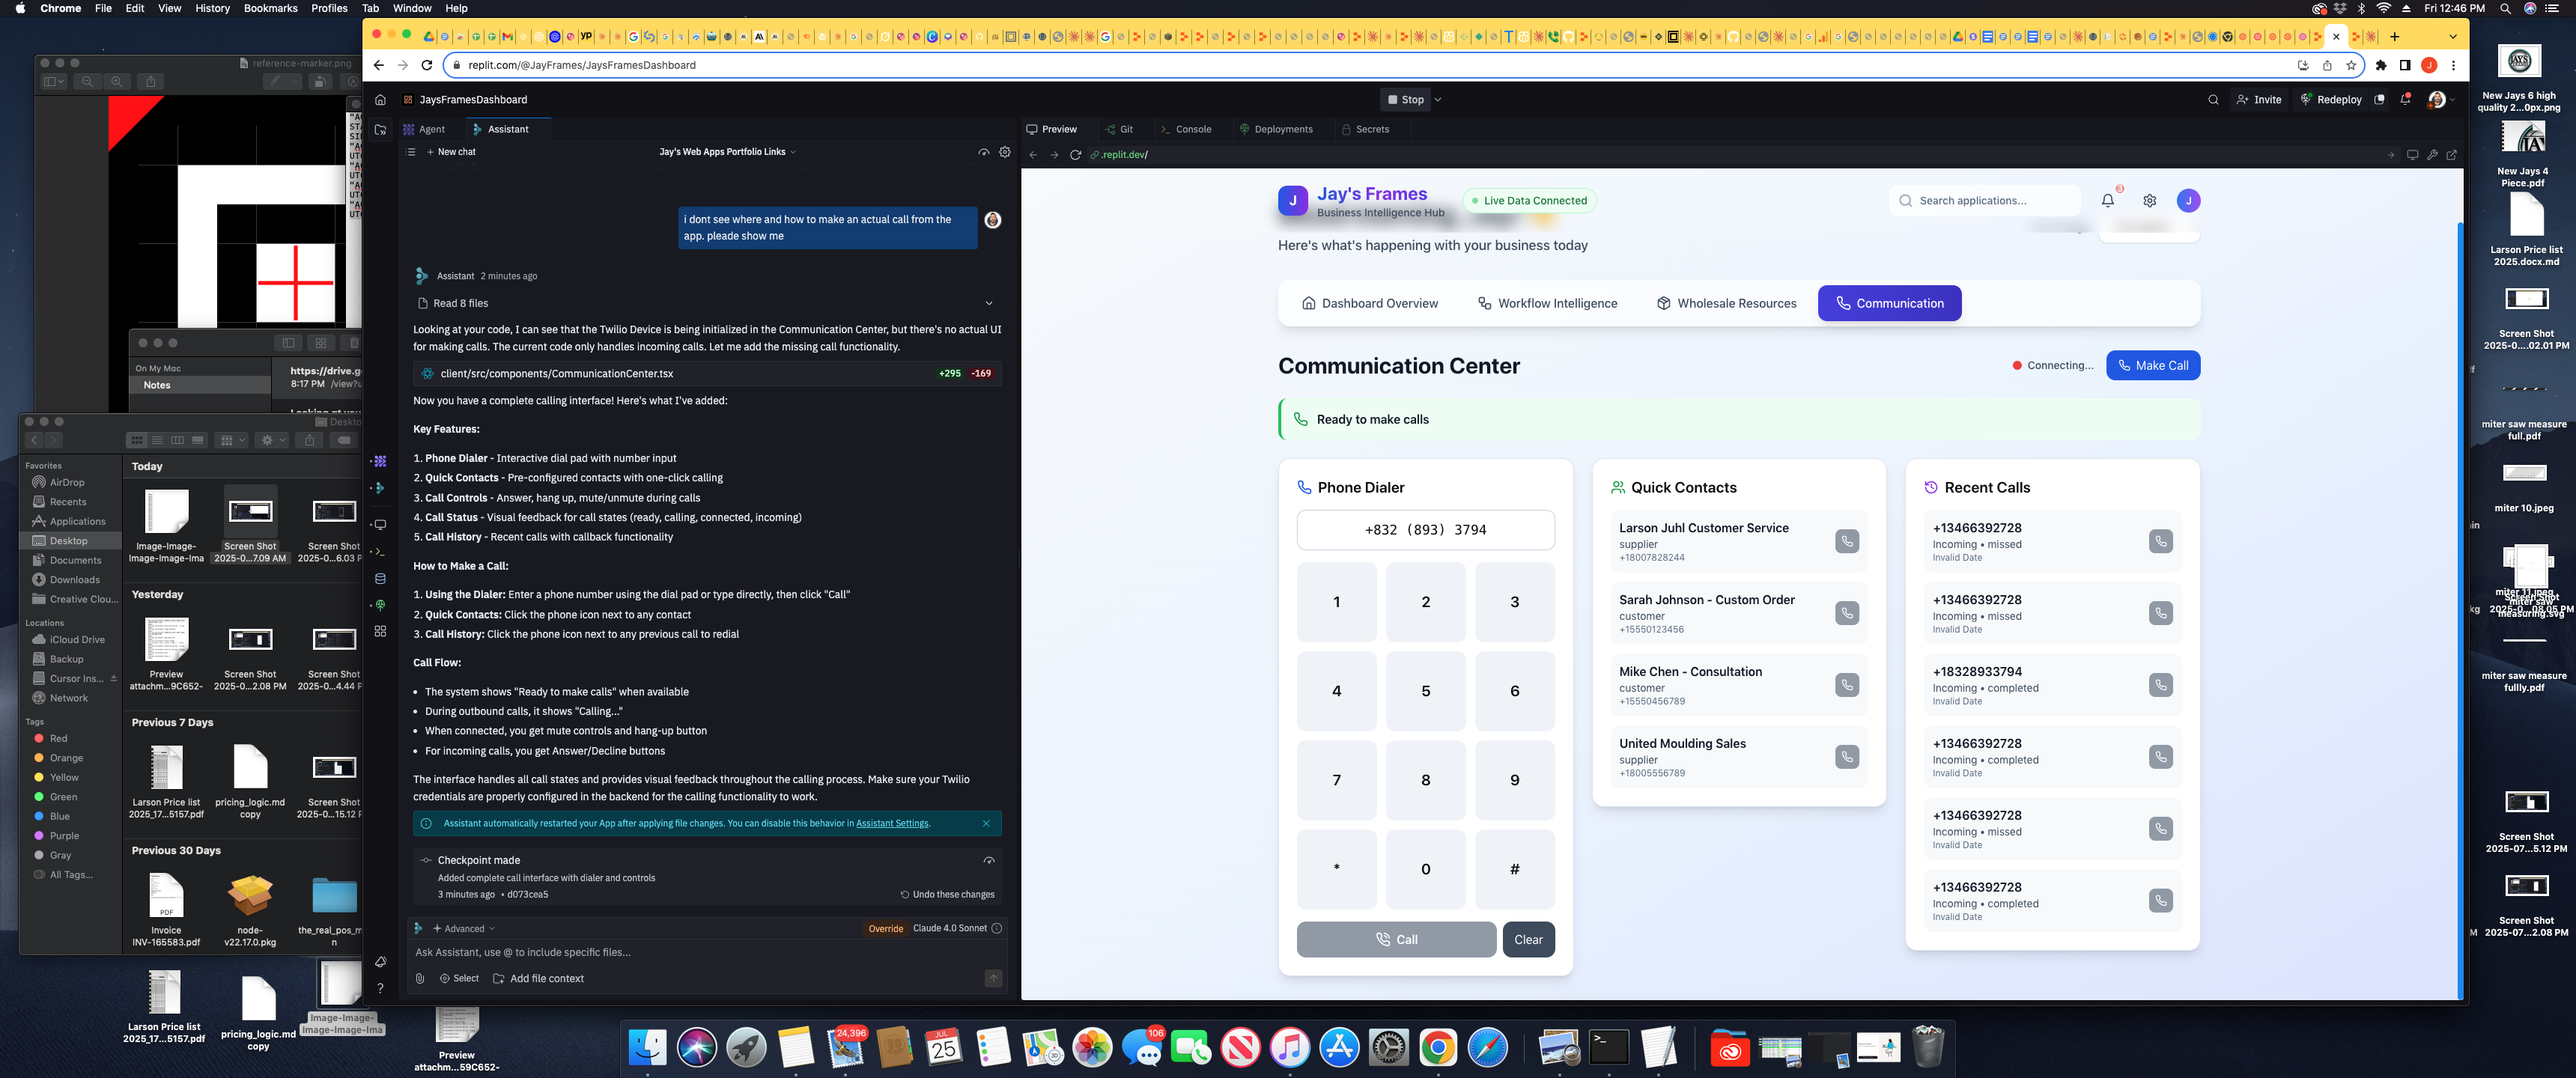 Chrome File Edit View History Bookmarks Profiles Tab Window Help
Fri 12:46 PM
reference-marker.png
replit.com/@JayFrames/JaysFramesDashboard
JaysFramesDashboard
Stop
Invite
Redeploy
Agent
Assistant
Preview
Git
Console
Deployments
Secrets
New chat
Jay's Web Apps Portfolio Links
.replit.dev/
i dont see where and how to make an actual call from the
app. pleade show me
Assistant 2 minutes ago
Read 8 files
Looking at your code, I can see that the Twilio Device is being initialized in the Communication Center, but there's no actual UI
for making calls. The current code only handles incoming calls. Let me add the missing call functionality.
client/src/components/CommunicationCenter.tsx +295 -169
Now you have a complete calling interface! Here's what I've added:
Key Features:
1. Phone Dialer - Interactive dial pad with number input
2. Quick Contacts - Pre-configured contacts with one-click calling
3. Call Controls - Answer, hang up, mute/unmute during calls
4. Call Status - Visual feedback for call states (ready, calling, connected, incoming)
5. Call History - Recent calls with callback functionality
How to Make a Call:
1. Using the Dialer: Enter a phone number using the dial pad or type directly, then click "Call"
2. Quick Contacts: Click the phone icon next to any contact
3. Call History: Click the phone icon next to any previous call to redial
Call Flow:
• The system shows "Ready to make calls" when available
• During outbound calls, it shows "Calling..."
• When connected, you get mute controls and hang-up button
• For incoming calls, you get Answer/Decline buttons
The interface handles all call states and provides visual feedback throughout the calling process. Make sure your Twilio
credentials are properly configured in the backend for the calling functionality to work.
Assistant automatically restarted your App after applying file changes. You can disable this behavior in Assistant Settings.
Checkpoint made
Added complete call interface with dialer and controls
3 minutes ago • d073cea5
Undo these changes
Advanced
Override Claude 4.0 Sonnet
Ask Assistant, use @ to include specific files...
Select
Add file context
J
Jay's Frames
Business Intelligence Hub
Live Data Connected
Search applications...
3
J
Here's what's happening with your business today
Dashboard Overview
Workflow Intelligence
Wholesale Resources
Communication
Communication Center
Connecting...
Make Call
Ready to make calls
Phone Dialer
+832 (893) 3794
1 2 3
4 5 6
7 8 9
* 0 #
Call
Clear
Quick Contacts
Larson Juhl Customer Service
supplier
+18007828244
Sarah Johnson - Custom Order
customer
+15550123456
Mike Chen - Consultation
customer
+15550456789
United Moulding Sales
supplier
+18005556789
Recent Calls
+13466392728
Incoming • missed
Invalid Date
+13466392728
Incoming • missed
Invalid Date
+18328933794
Incoming • completed
Invalid Date
+13466392728
Incoming • completed
Invalid Date
+13466392728
Incoming • missed
Invalid Date
+13466392728
Incoming • completed
Invalid Date
On My Mac
Notes
https://drive.g
8:17 PM /view?u
Deskto
Favorites
AirDrop
Recents
Applications
Desktop
Documents
Downloads
Creative Clou...
Locations
iCloud Drive
Backup
Cursor Ins...
Network
Tags
Red
Orange
Yellow
Green
Blue
Purple
Gray
All Tags...
Today
Image-Image-
Image-Image-Ima
Screen Shot
2025-0...7.09 AM
Screen Shot
2025-0...6.03 P
Yesterday
Preview
attachm...9C652-
Screen Shot
2025-0...2.08 PM
Screen Shot
2025-0...4.44 P
Previous 7 Days
Larson Price list
2025_17...5157.pdf
pricing_logic.md
copy
Screen Shot
2025-0...15.12 P
Previous 30 Days
PDF
Invoice
INV-165583.pdf
node-
v22.17.0.pkg
the_real_pos_m
n
Larson Price list
2025_17...5157.pdf
pricing_logic.md
copy
Image-Image-
Image-Image-Ima
Preview
attachm...59C652-
New Jays 6 high
quality 2...0px.png
New Jays 4
Piece.pdf
Larson Price list
2025.docx.md
Screen Shot
2025-0....02.01 PM
miter saw measure
full.pdf
miter 10.jpeg
miter 11.jpeg
measuring.svg
miter saw measure
fullly.pdf
Screen Shot
2025-07...5.12 PM
Screen Shot
2025-07...2.08 PM
24,396
JUL
25
106